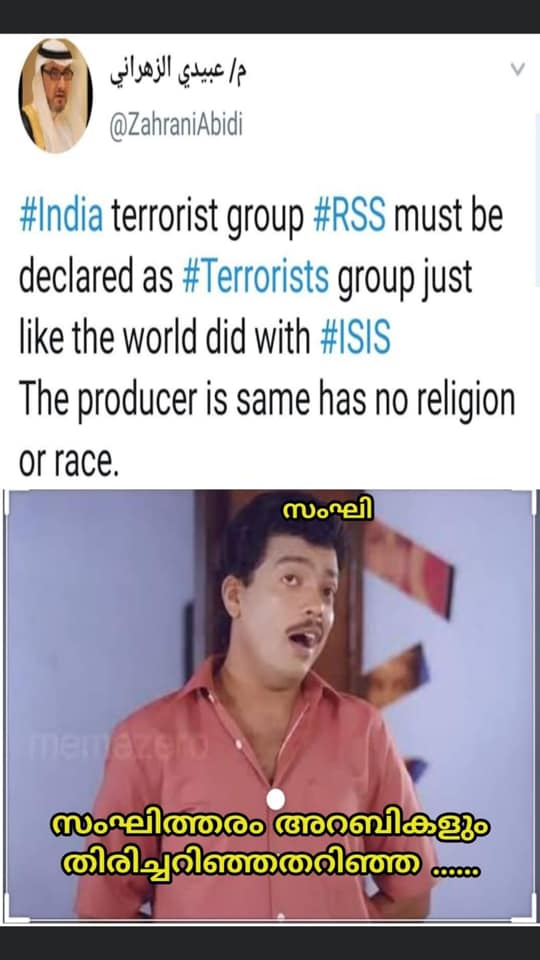 م/ عبيدي الزهراني
@ZahraniAbidi
#India terrorist group #RSS must be
declared as #Terrorists group just
like the world did with #ISIS
The producer is same has no religion
or race.
സംഘി
memazero
സംഘിത്തരം അറബികളും
തിരിച്ചറിഞ്ഞതറിഞ്ഞ ......